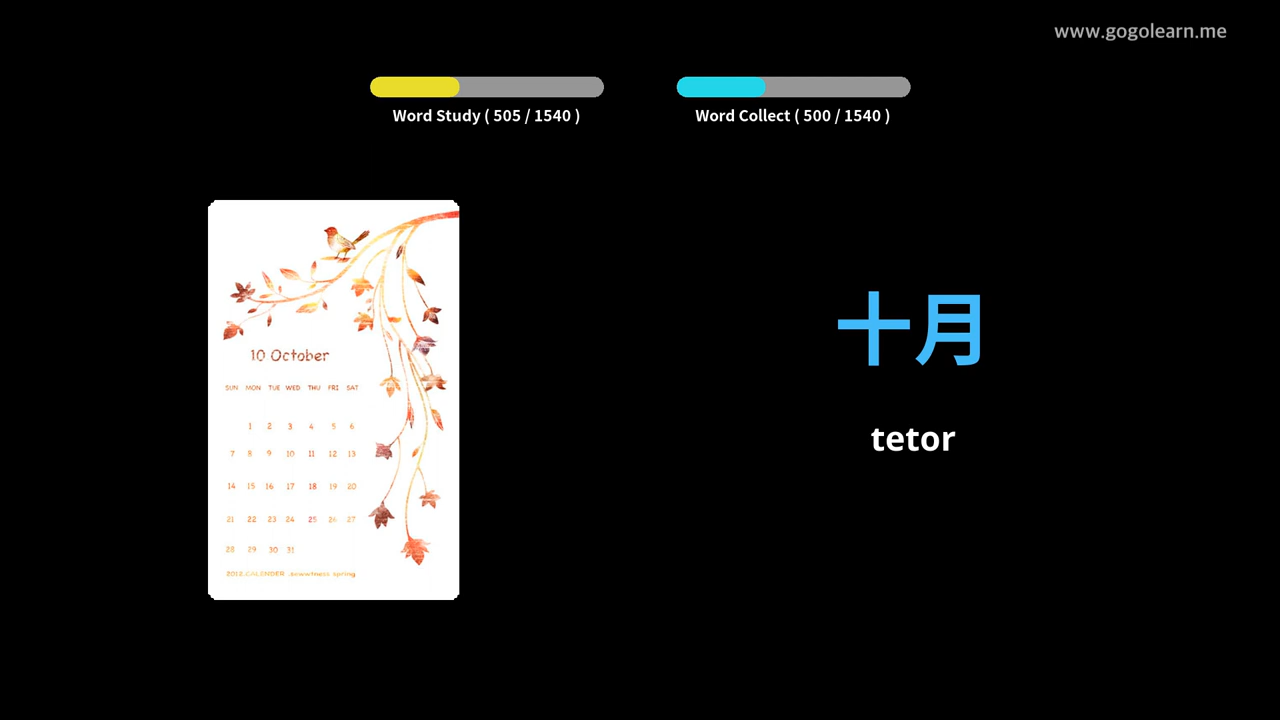 www.gogolearn.me
Word Study ( 505 / 1540 )
Word Collect ( 500 / 1540 )
10 October
SUN MON TUE WED THU FRI SAT
1 2 3 4 5 6
7 8 9 10 11 12 13
14 15 16 17 18 19 20
21 22 23 24 25 26 27
28 29 30 31
2012.CALENDER
十月
tetor